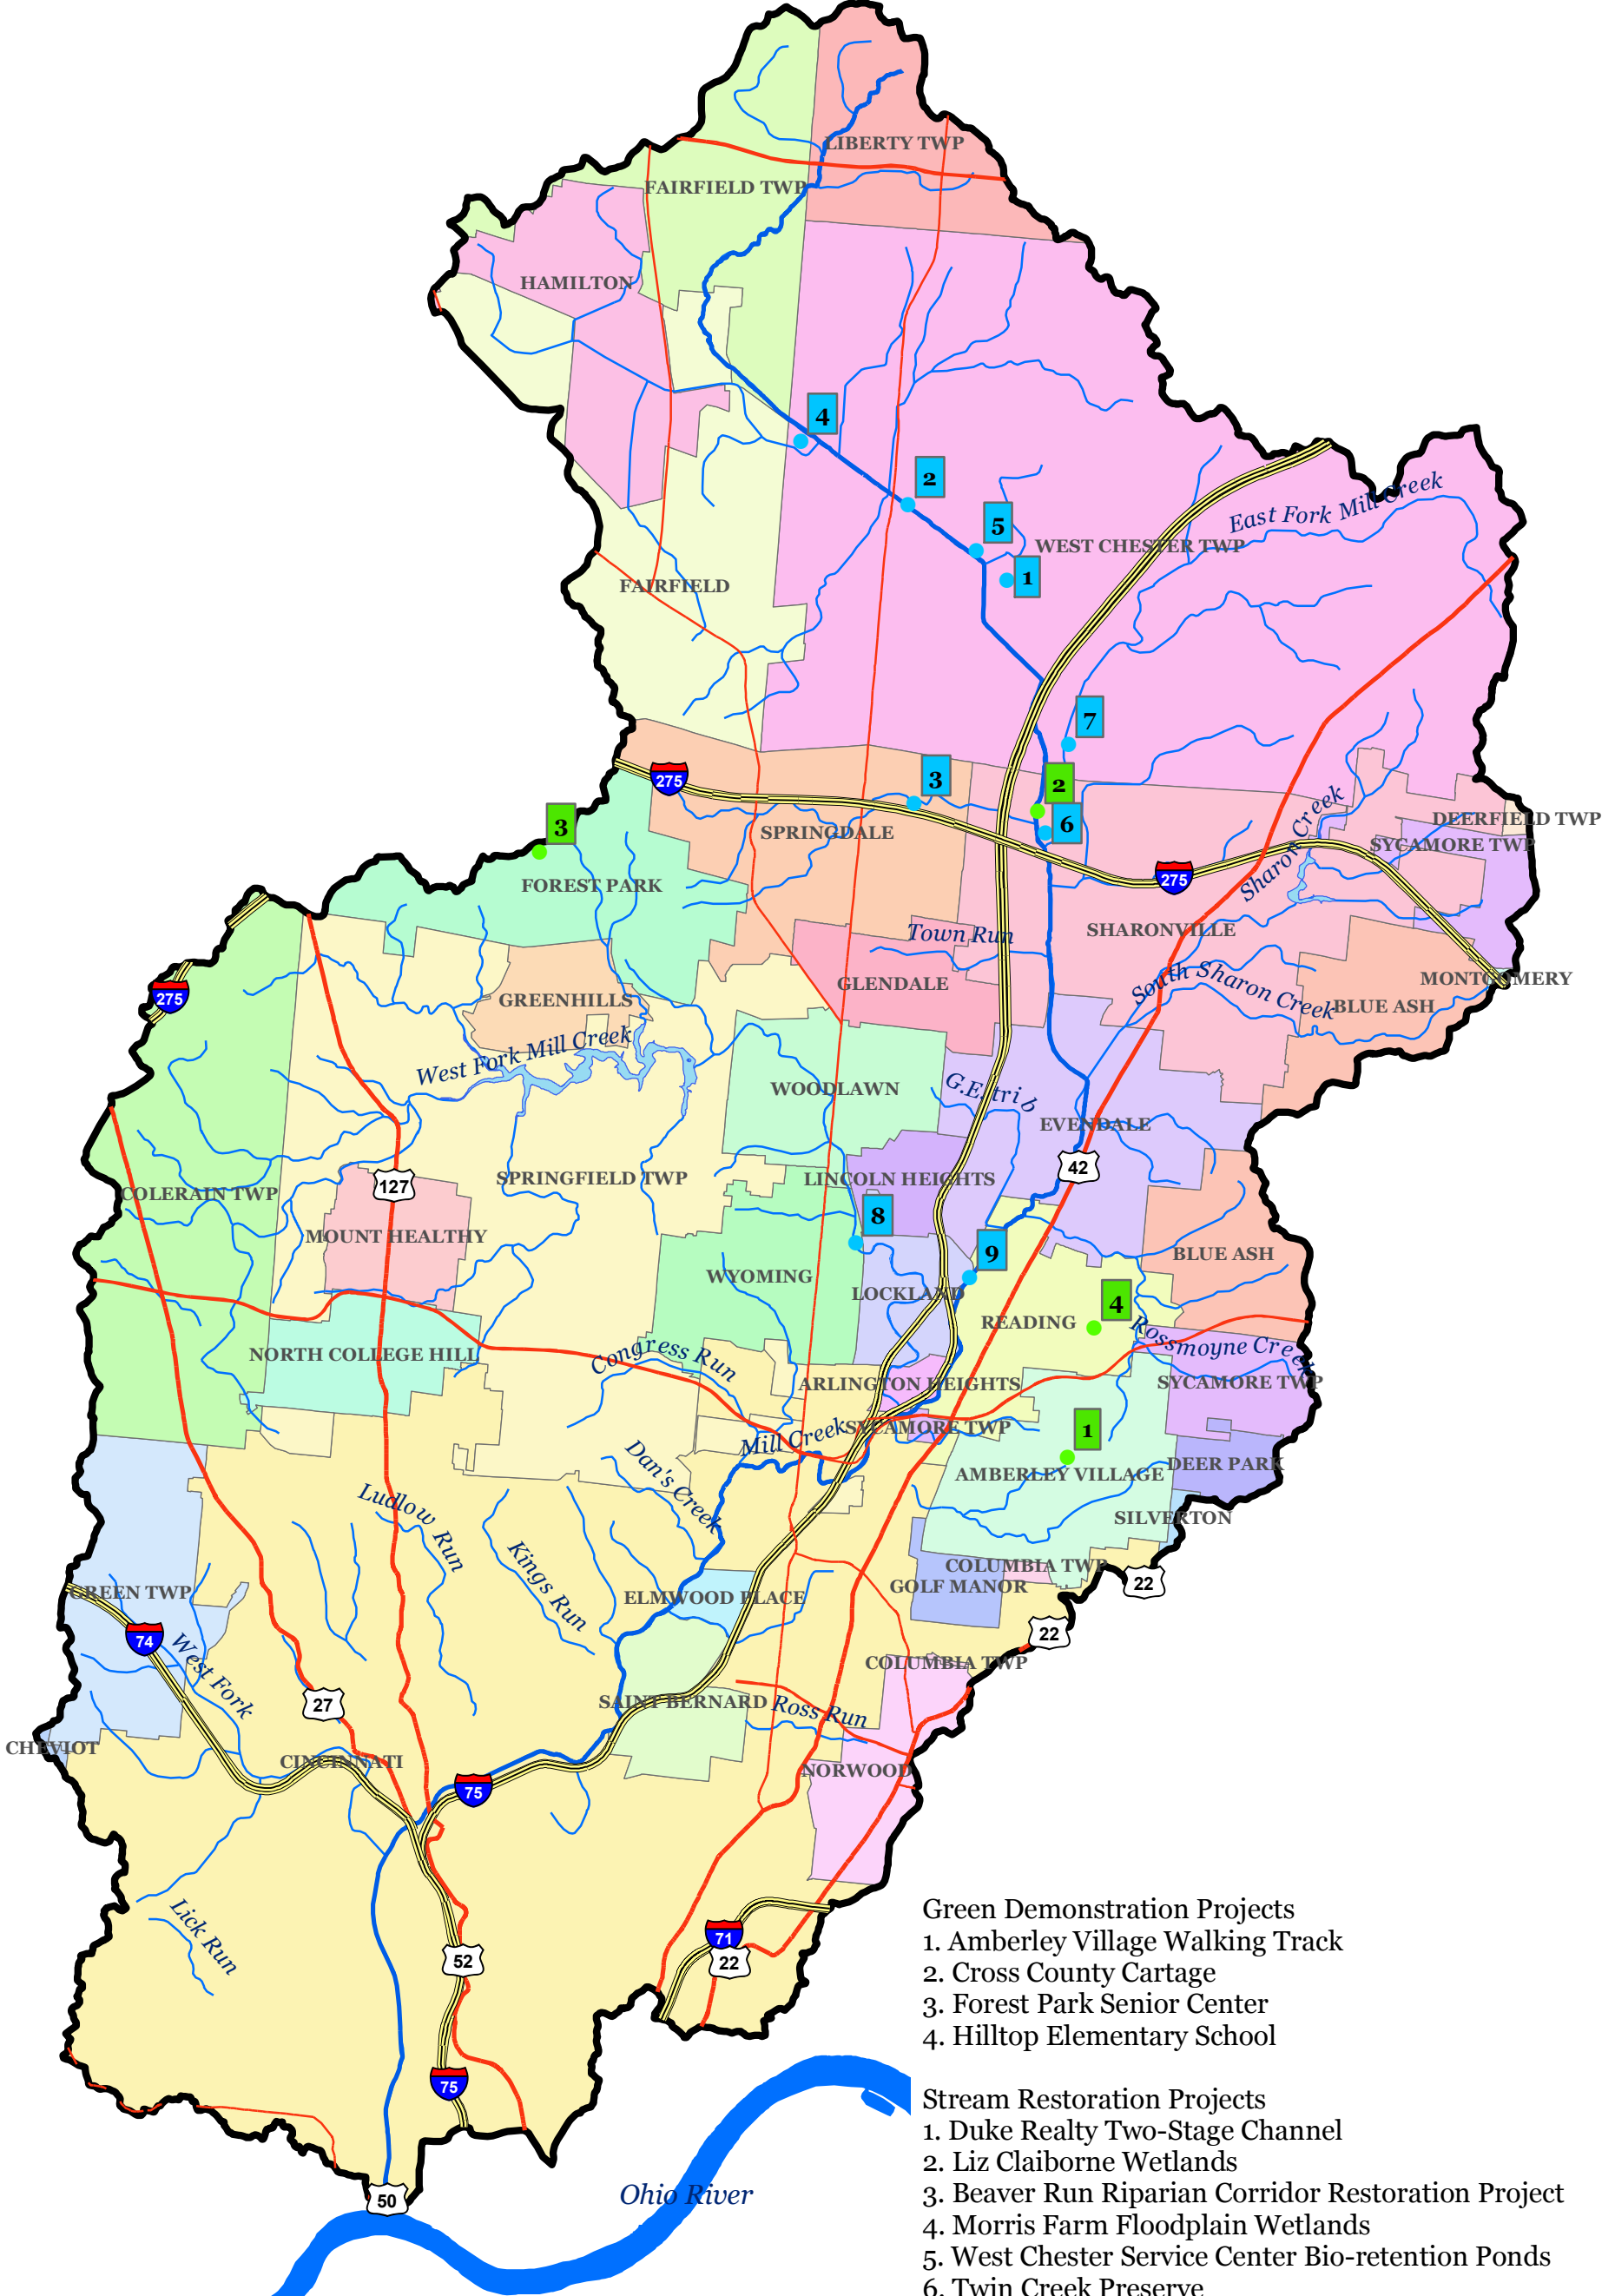 LIBERTY TWP
FAIRFIELD TWP
HAMILTON
4
2
East Fork Mill Creek
5
WEST CHESTER TWP
1
FAIRFIELD
7
275
3
2
Sharon Creek
3
6
DEERFIELD TWP
SPRINGDALE
SYCAMORE TWP
275
FOREST PARK
Town Run
SHARONVILLE
275
GREENHILLS
GLENDALE
South Sharon Creek
MONTGOMERY
BLUE ASH
West Fork Mill Creek
WOODLAWN
G.E. trib
EVENDALE
42
127
SPRINGFIELD TWP
LINCOLN HEIGHTS
COLERAIN TWP
8
MOUNT HEALTHY
9
BLUE ASH
WYOMING
LOCKLAND
4
READING
Rossmoyne Creek
NORTH COLLEGE HILL
Congress Run
ARLINGTON HEIGHTS
SYCAMORE TWP
Mill Creek
SYCAMORE TWP
1
Dan's Creek
AMBERLEY VILLAGE
DEER PARK
Ludlow Run
SILVERTON
Kings Run
COLUMBIA TWP
GREEN TWP
ELMWOOD PLACE
GOLF MANOR
22
74
22
West Fork
COLUMBIA TWP
27
SAINT BERNARD
Ross Run
CHEVIOT
CINCINNATI
NORWOOD
75
Lick Run
71
52
22
75
50
Ohio River
Green Demonstration Projects
1. Amberley Village Walking Track
2. Cross County Cartage
3. Forest Park Senior Center
4. Hilltop Elementary School
Stream Restoration Projects
1. Duke Realty Two-Stage Channel
2. Liz Claiborne Wetlands
3. Beaver Run Riparian Corridor Restoration Project
4. Morris Farm Floodplain Wetlands
5. West Chester Service Center Bio-retention Ponds
6. Twin Creek Preserve